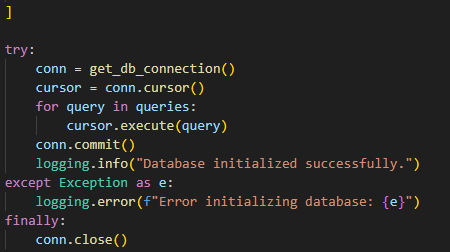 ]
try:
    conn = get_db_connection()
    cursor = conn.cursor()
    for query in queries:
        cursor.execute(query)
    conn.commit()
    logging.info("Database initialized successfully.")
except Exception as e:
    logging.error(f"Error initializing database: {e}")
finally:
    conn.close()